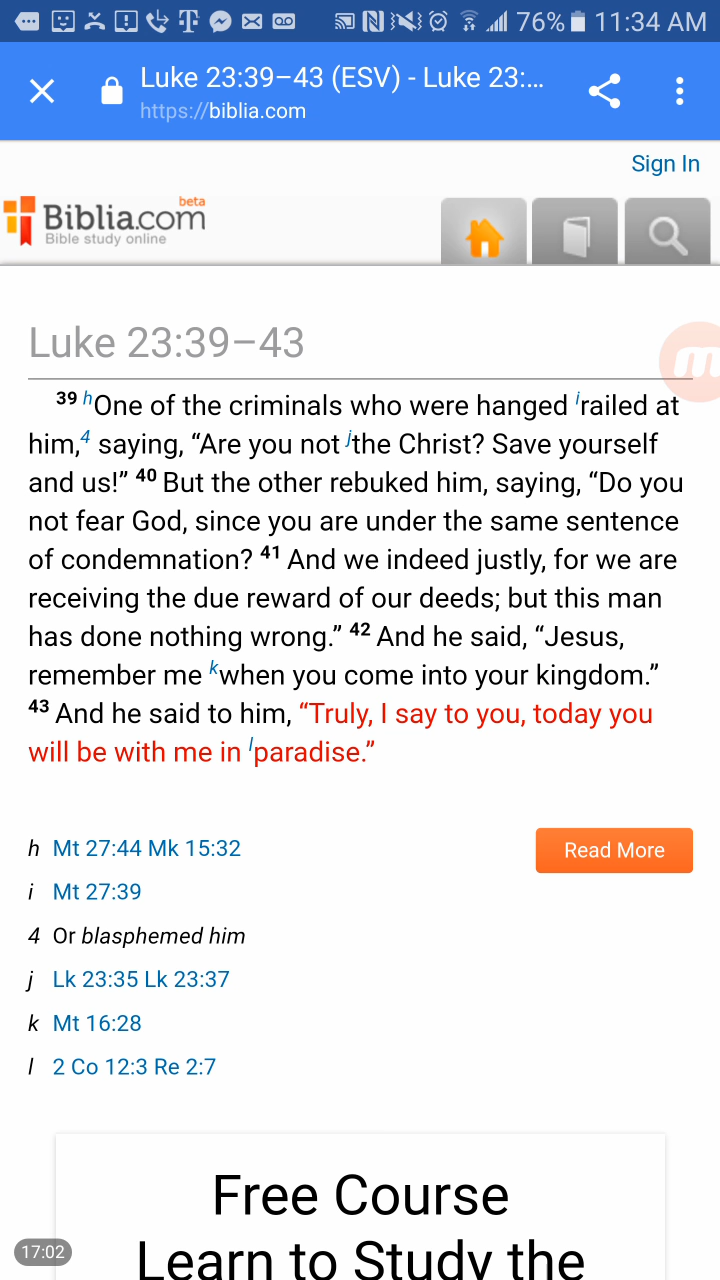 76% 11:34 AM
Luke 23:39–43 (ESV) - Luke 23:...
https://biblia.com
Sign In
Biblia.com beta
Bible study online
Luke 23:39–43
39 hOne of the criminals who were hanged irailed at
him,4 saying, “Are you not jthe Christ? Save yourself
and us!” 40 But the other rebuked him, saying, “Do you
not fear God, since you are under the same sentence
of condemnation? 41 And we indeed justly, for we are
receiving the due reward of our deeds; but this man
has done nothing wrong.” 42 And he said, “Jesus,
remember me kwhen you come into your kingdom.”
43 And he said to him, “Truly, I say to you, today you
will be with me in lparadise.”
h Mt 27:44 Mk 15:32
Read More
i Mt 27:39
4 Or blasphemed him
j Lk 23:35 Lk 23:37
k Mt 16:28
l 2 Co 12:3 Re 2:7
Free Course
Learn to Study the
17:02